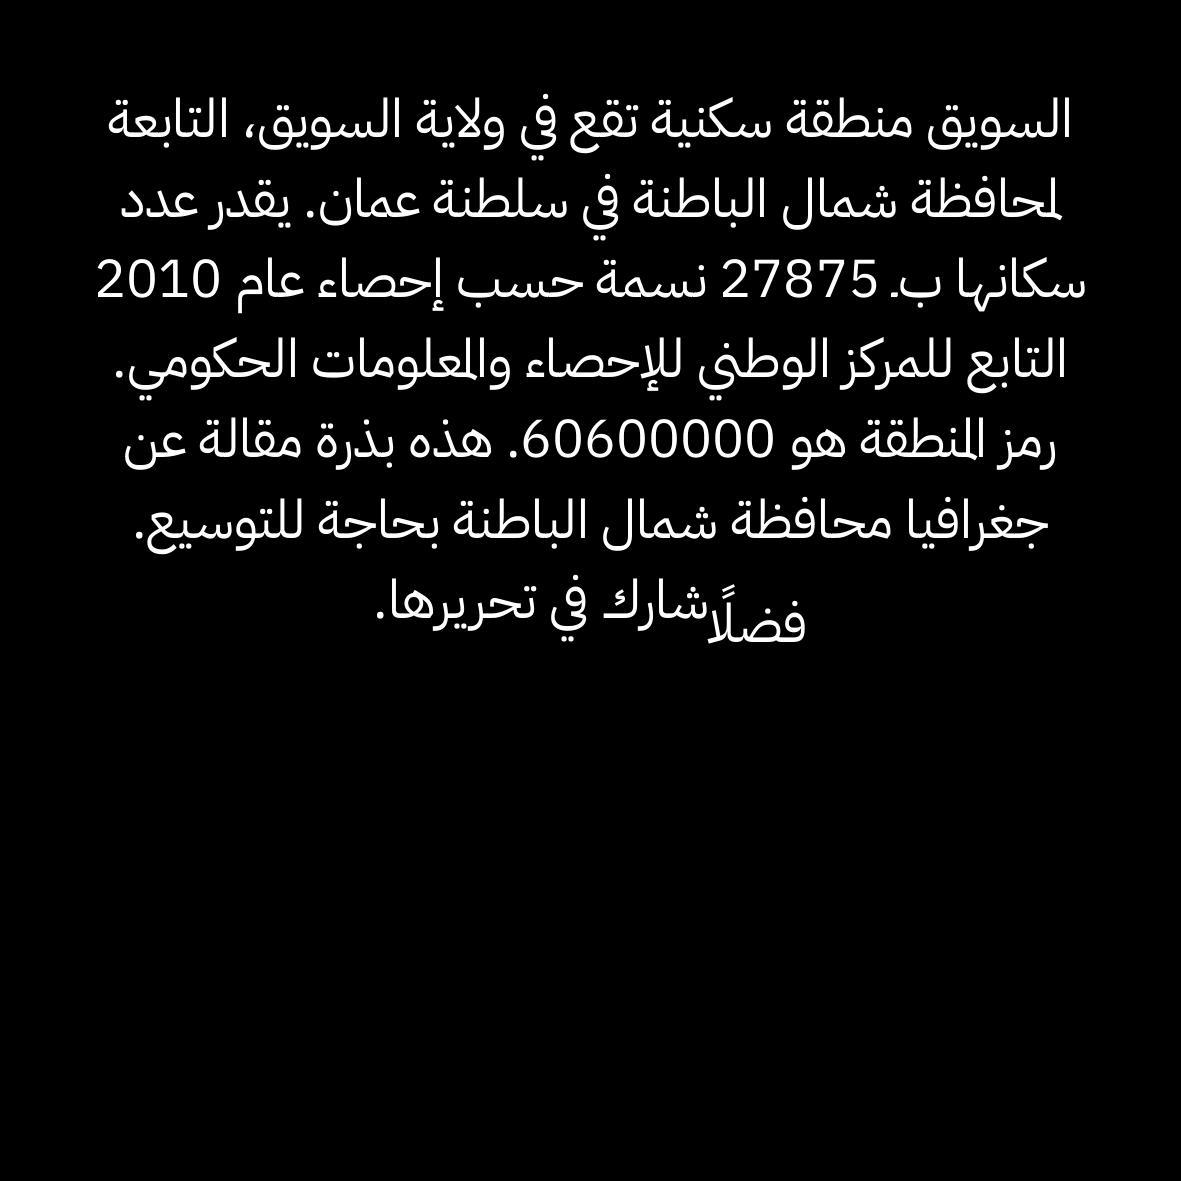 السويق منطقة سكنية تقع في ولاية السويق، التابعة
لمحافظة شمال الباطنة في سلطنة عمان. يقدر عدد
سكانها ب‍. 27875 نسمة حسب إحصاء عام 2010
التابع للمركز الوطني للإحصاء والمعلومات الحكومي.
رمز المنطقة هو 60600000. هذه بذرة مقالة عن
جغرافيا محافظة شمال الباطنة بحاجة للتوسيع.
فضلًا شارك في تحريرها.